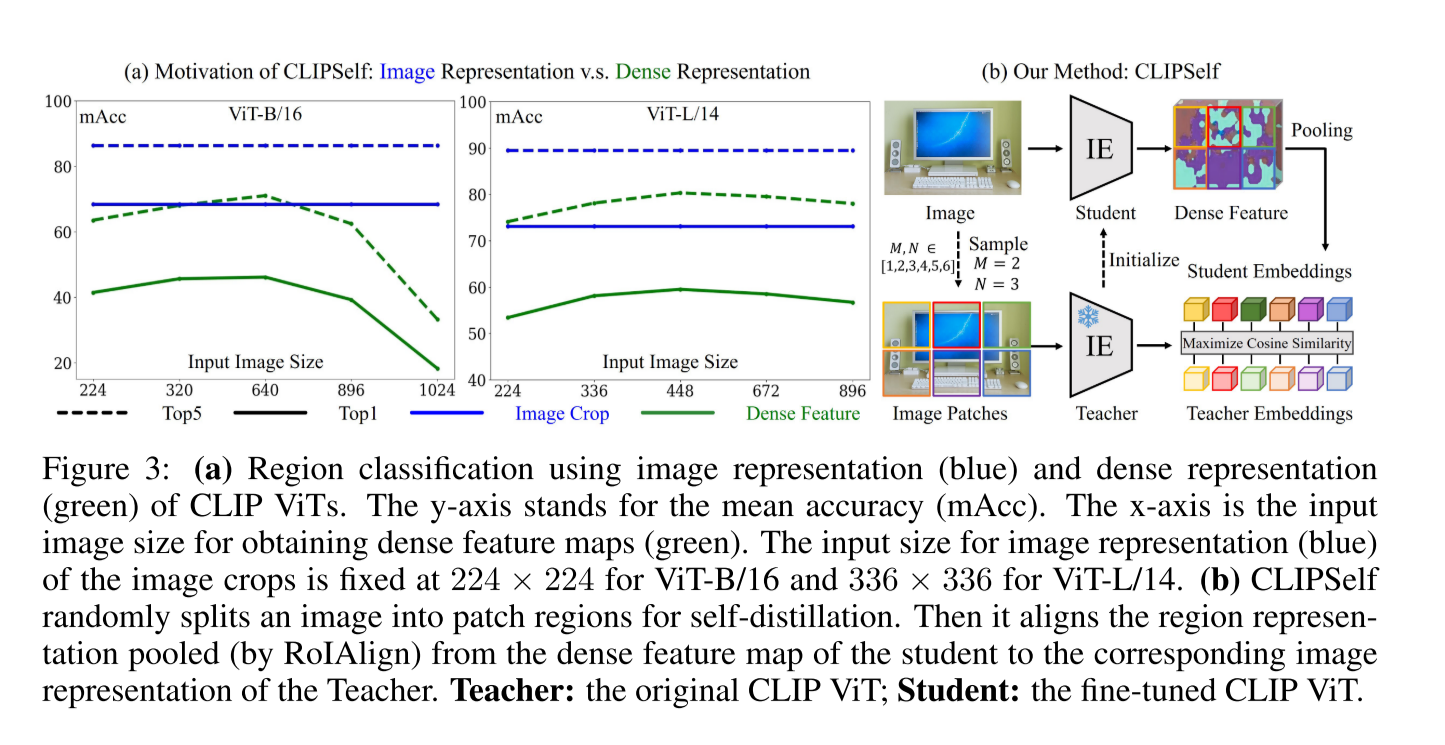 (a) Motivation of CLIPSelf: Image Representation v.s. Dense Representation
100
mAcc
ViT-B/16
80
60
40
20
Input Image Size
224 320 640 896 1024
100
mAcc
ViT-L/14
90
80
70
60
50
40
Input Image Size
224 336 448 672 896
Top5 Top1 Image Crop Dense Feature
(b) Our Method: CLIPSelf
IE
Pooling
Image
Student
Dense Feature
M, N ∈
[1,2,3,4,5,6]
Sample
M = 2
N = 3
Initialize
Student Embeddings
IE
Maximize Cosine Similarity
Image Patches
Teacher
Teacher Embeddings
Figure 3: (a) Region classification using image representation (blue) and dense representation
(green) of CLIP ViTs. The y-axis stands for the mean accuracy (mAcc). The x-axis is the input
image size for obtaining dense feature maps (green). The input size for image representation (blue)
of the image crops is fixed at 224 × 224 for ViT-B/16 and 336 × 336 for ViT-L/14. (b) CLIPSelf
randomly splits an image into patch regions for self-distillation. Then it aligns the region represen-
tation pooled (by RoIAlign) from the dense feature map of the student to the corresponding image
representation of the Teacher. Teacher: the original CLIP ViT; Student: the fine-tuned CLIP ViT.